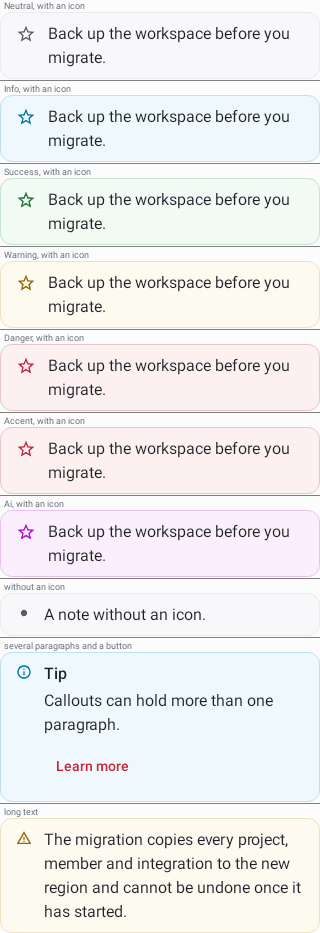 Neutral, with an icon
Back up the workspace before you
migrate.
Info, with an icon
Back up the workspace before you
migrate.
Success, with an icon
Back up the workspace before you
migrate.
Warning, with an icon
Back up the workspace before you
migrate.
Danger, with an icon
Back up the workspace before you
migrate.
Accent, with an icon
Back up the workspace before you
migrate.
Ai, with an icon
Back up the workspace before you
migrate.
without an icon
A note without an icon.
several paragraphs and a button
Tip
Callouts can hold more than one
paragraph.
Learn more
long text
The migration copies every project,
member and integration to the new
region and cannot be undone once it
has started.